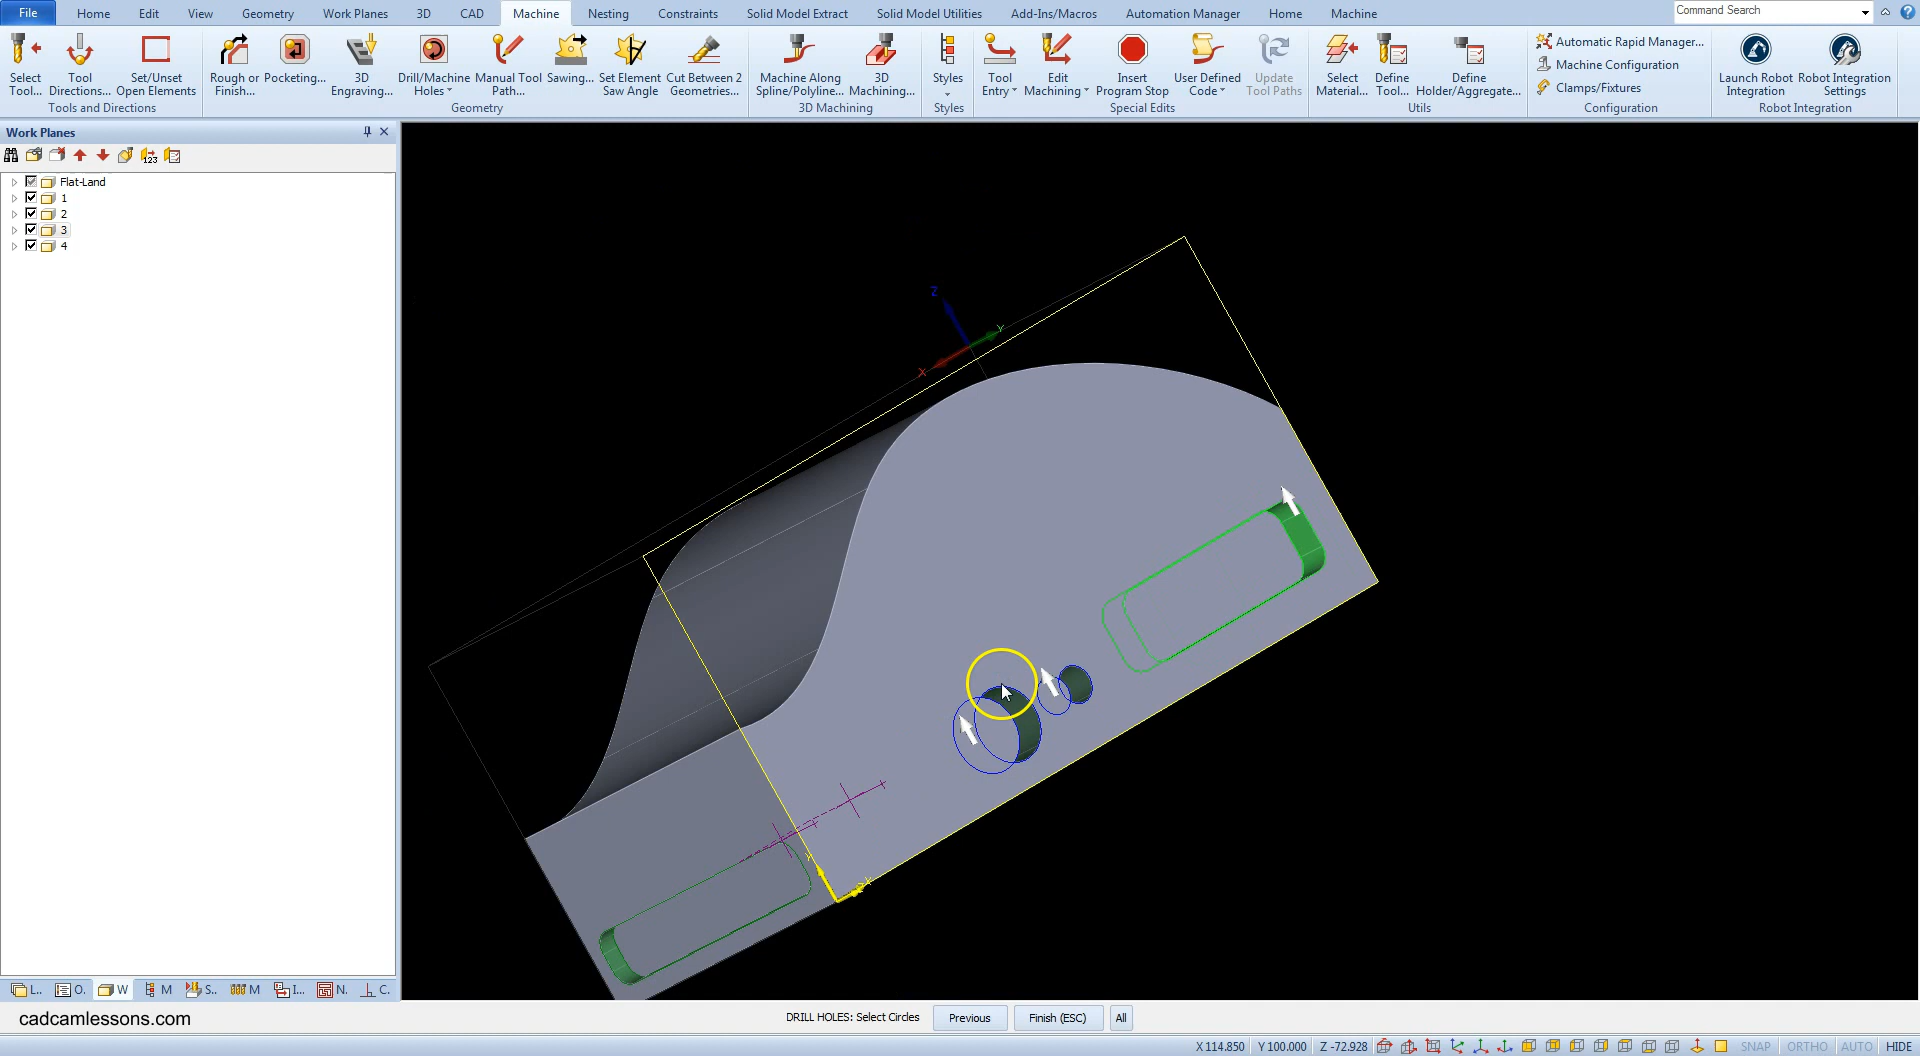 File Home Edit View Geometry Work Planes 3D CAD Machine Nesting Constraints Solid Model Extract Solid Model Utilities Add-Ins/Macros Automation Manager Home Machine Command Search
Select Tool... Tool Directions... Set/Unset Open Elements Rough or Finish... Pocketing... 3D Engraving... Drill/Machine Holes Manual Tool Path... Sawing... Set Element Saw Angle Cut Between 2 Geometries... Machine Along Spline/Polyline... 3D Machining... Styles Tool Entry Edit Machining Insert Program Stop User Defined Code Update Tool Paths Select Material... Define Tool... Define Holder/Aggregate... Launch Robot Integration Robot Integration Settings
Automatic Rapid Manager...
Machine Configuration
Clamps/Fixtures
Tools and Directions Geometry 3D Machining Styles Special Edits Utils Configuration Robot Integration
Work Planes
123
Flat-Land
1
2
3
4
Z
Y
X
Y
X
Z
L.. O. W M S.. M I... N. C.
cadcamlessons.com
DRILL HOLES: Select Circles Previous Finish (ESC) All
X 114.850 Y 100.000 Z -72.928 SNAP ORTHO AUTO HIDE